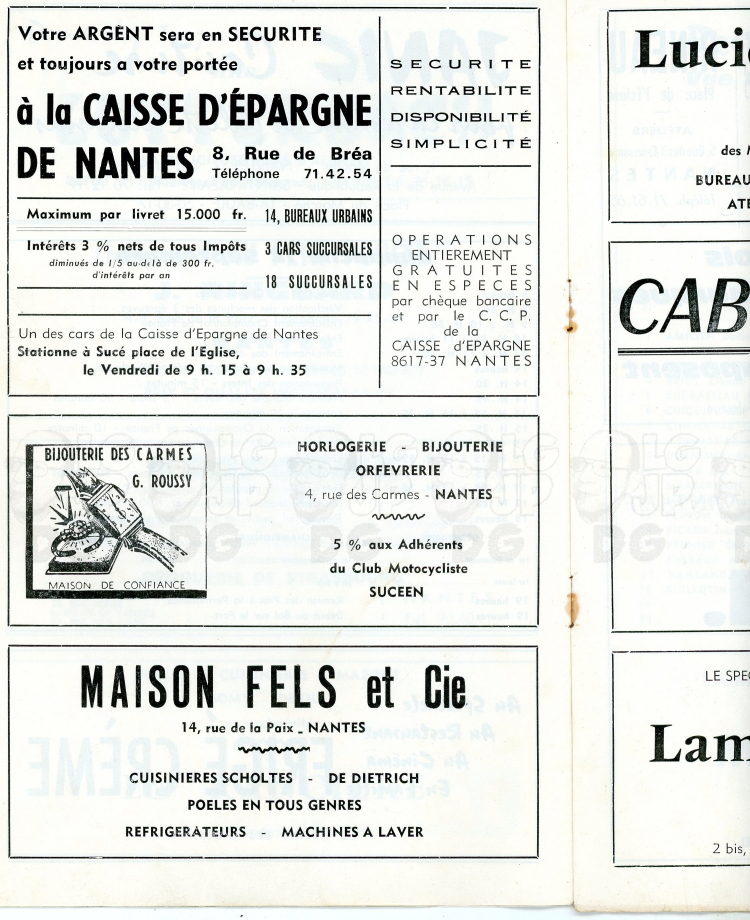 Votre ARGENT sera en SECURITE
et toujours a votre portée
à la CAISSE D'ÉPARGNE
DE NANTES
8, Rue de Bréa
Téléphone 71.42.54
Maximum par livret 15.000 fr.
Intérêts 3 % nets de tous Impôts
diminués de 1/5 au-delà de 300 fr.
d'intérêts par an
14, BUREAUX URBAINS
3 CARS SUCCURSALES
18 SUCCURSALES
Un des cars de la Caisse d'Epargne de Nantes
Stationne à Sucé place de l'Eglise,
le Vendredi de 9 h. 15 à 9 h. 35
SECURITE
RENTABILITE
DISPONIBILITÉ
SIMPLICITÉ
OPERATIONS
ENTIEREMENT
GRATUITES
EN ESPECES
par chèque bancaire
et par le C.C.P.
de la
CAISSE d'EPARGNE
8617-37 NANTES
BIJOUTERIE DES CARMES
G. ROUSSY
MAISON DE CONFIANCE
HORLOGERIE - BIJOUTERIE
ORFEVRERIE
4, rue des Carmes - NANTES
5 % aux Adhérents
du Club Motocycliste
SUCEEN
MAISON FELS et Cie
14, rue de la Paix - NANTES
CUISINIERES SCHOLTES - DE DIETRICH
POELES EN TOUS GENRES
REFRIGERATEURS - MACHINES A LAVER
Luci
des
BUREAU
ATE
CAB
LE SPE
Lam
2 bis,